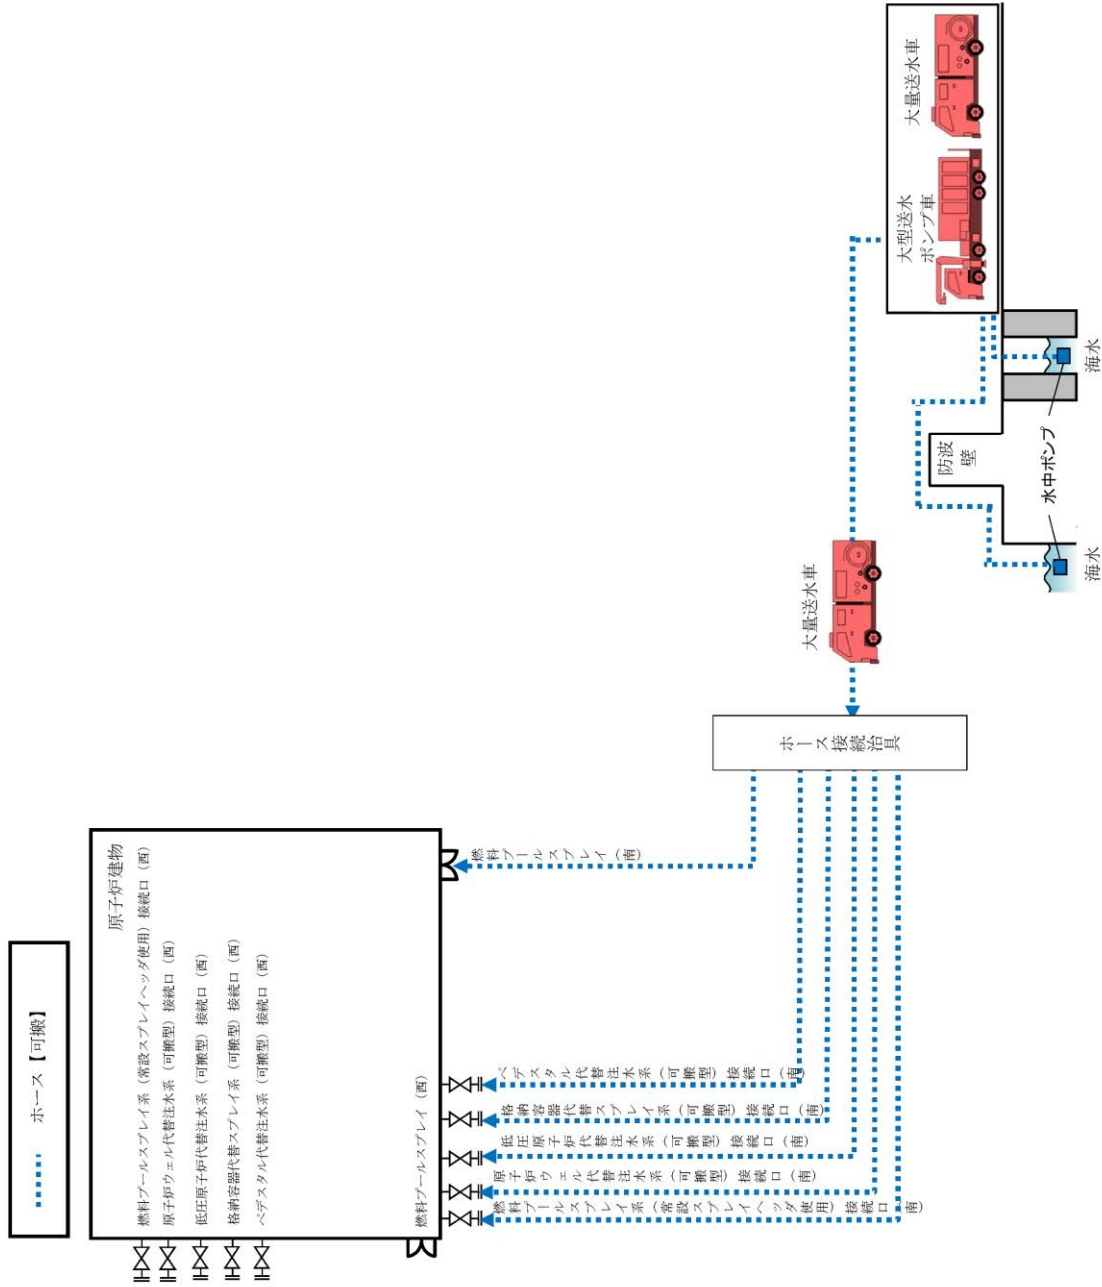 ホース【可搬】
原子炉建物
燃料プールスプレイ系（常設スプレイヘッダ使用）接続口（西）
原子炉ウェル代替注水系（可搬型）接続口（西）
低圧原子炉代替注水系（可搬型）接続口（西）
格納容器代替スプレイ系（可搬型）接続口（西）
ペデスタル代替注水系（可搬型）接続口（西）
燃料プールスプレイ（西）
燃料プールスプレイ（南）
ペデスタル代替注水系（可搬型）接続口（南）
格納容器代替スプレイ系（可搬型）接続口（南）
低圧原子炉代替注水系（可搬型）接続口（南）
原子炉ウェル代替注水系（可搬型）接続口（南）
燃料プールスプレイ系（常設スプレイヘッダ使用）接続口（南）
ホース接続治具
大量送水車
大型送水
ポンプ車
大量送水車
防波
壁
水中ポンプ
海水
海水